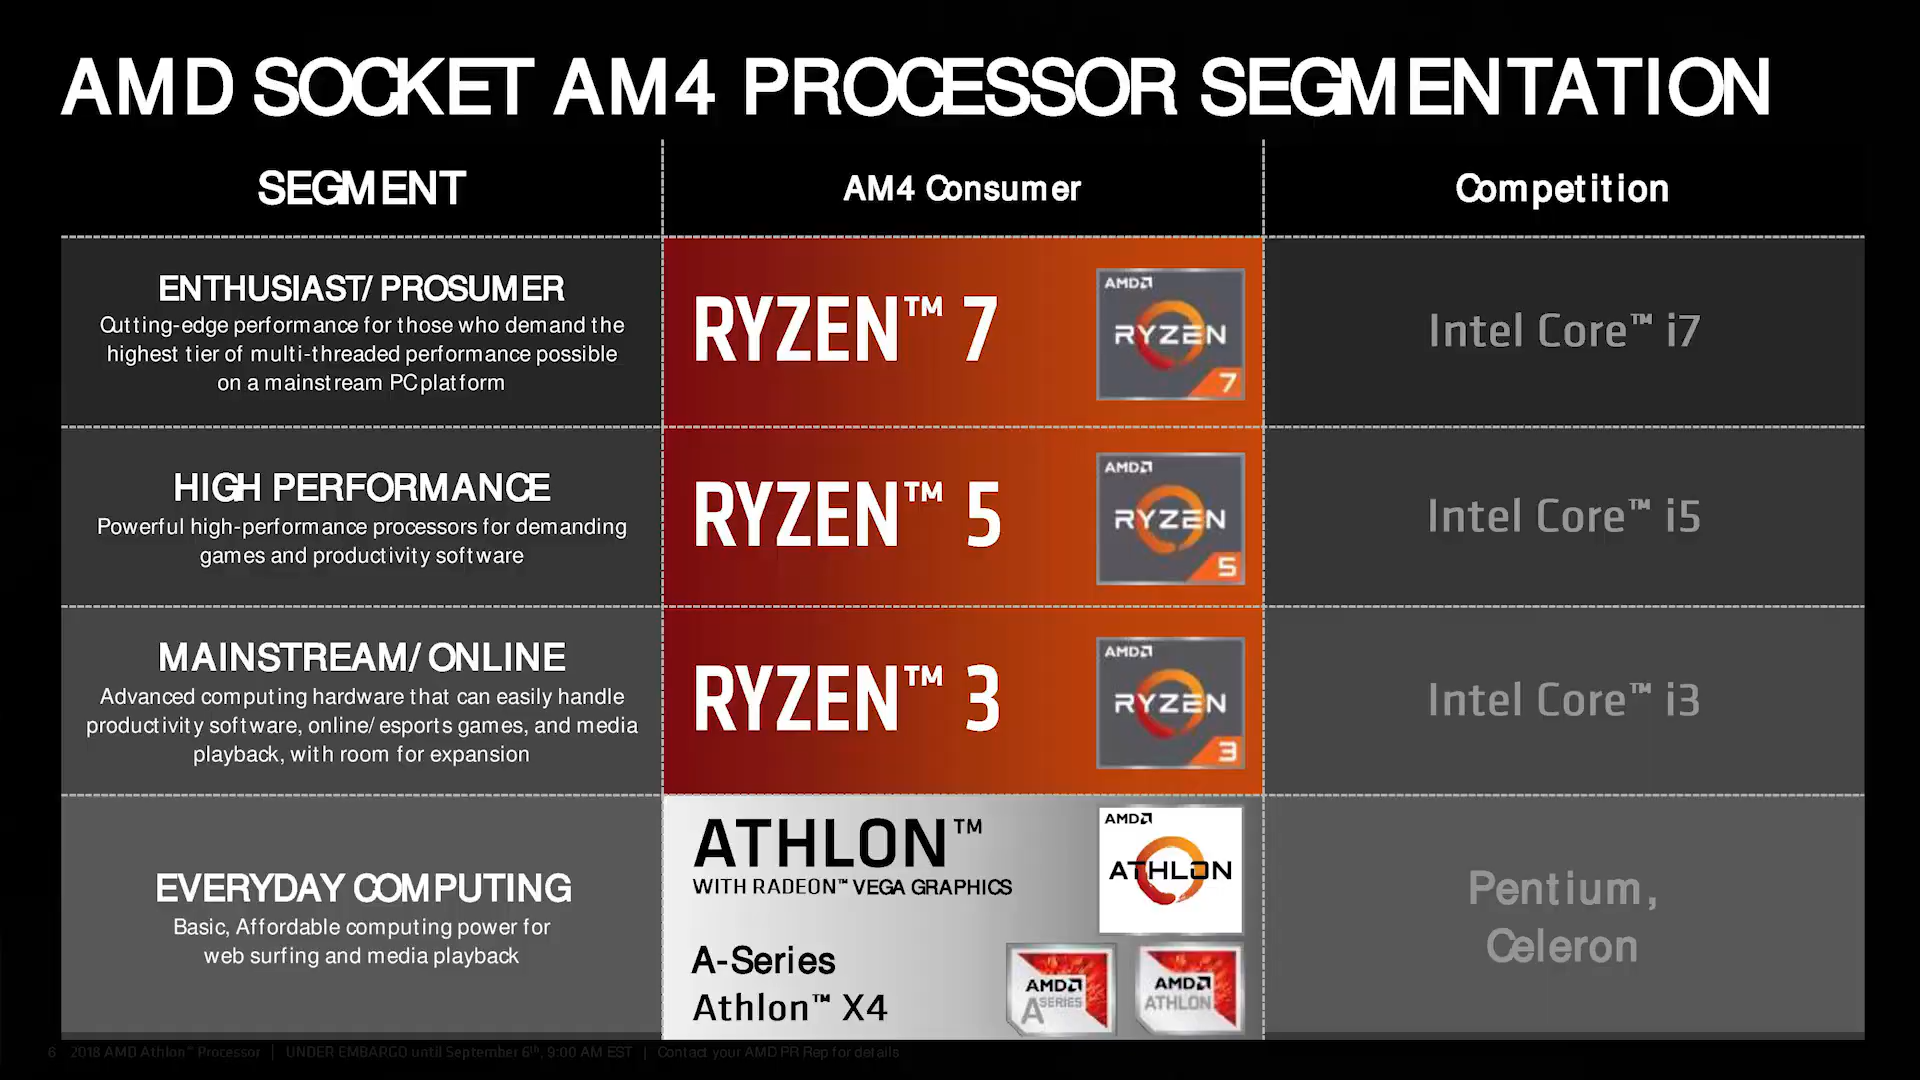 AMD SOCKET AM4 PROCESSOR SEGMENTATION
SEGMENT
AM4 Consumer
Competition
ENTHUSIAST/ PROSUMER
Cutting-edge performance for those who demand the
highest tier of multi-threaded performance possible
on a mainstream PC platform
RYZEN™ 7
AMD
RYZEN
7
Intel Core™ i7
HIGH PERFORMANCE
Powerful high-performance processors for demanding
games and productivity software
RYZEN™ 5
AMD
RYZEN
5
Intel Core™ i5
MAINSTREAM/ ONLINE
Advanced computing hardware that can easily handle
productivity software, online/ esports games, and media
playback, with room for expansion
RYZEN™ 3
AMD
RYZEN
3
Intel Core™ i3
EVERYDAY COMPUTING
Basic, Affordable computing power for
web surfing and media playback
ATHLON™
WITH RADEON™ VEGA GRAPHICS
AMD
ATHLON
A-Series
Athlon™ X4
AMD
A SERIES
AMD
ATHLON
Pentium,
Celeron
6 2018 AMD Athlon™ Processor | UNDER EMBARGO until September 6th, 9:00 AM EST | Contact your AMD PR Rep for details